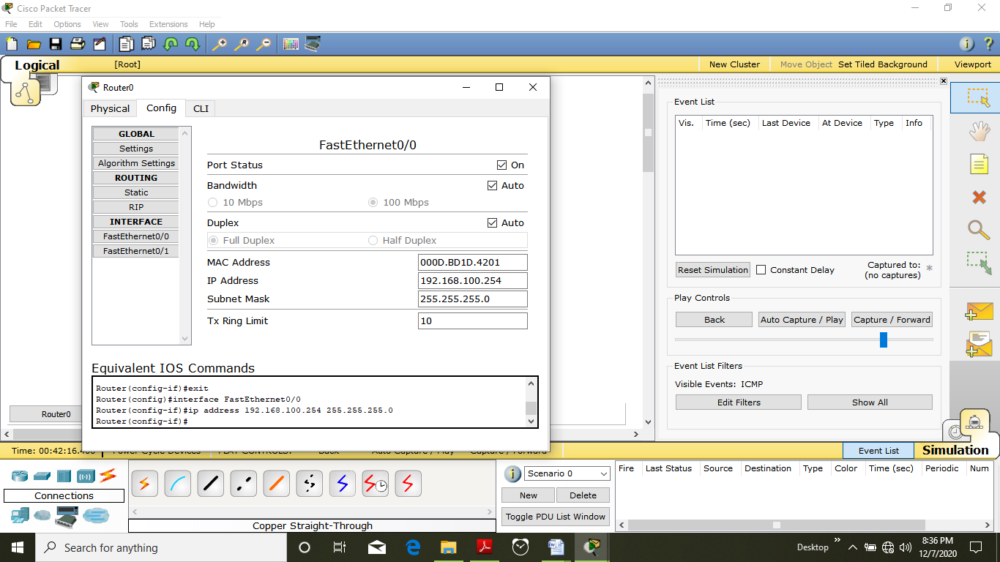 Cisco Packet Tracer
File Edit Options View Tools Extensions Help
Logical [Root] New Cluster Move Object Set Tiled Background Viewport
Router0
Physical Config CLI
GLOBAL
Settings
Algorithm Settings
ROUTING
Static
RIP
INTERFACE
FastEthernet0/0
FastEthernet0/1
FastEthernet0/0
Port Status On
Bandwidth Auto
10 Mbps 100 Mbps
Duplex Auto
Full Duplex Half Duplex
MAC Address 000D.BD1D.4201
IP Address 192.168.100.254
Subnet Mask 255.255.255.0
Tx Ring Limit 10
Equivalent IOS Commands
Router(config-if)#exit
Router(config)#interface FastEthernet0/0
Router(config-if)#ip address 192.168.100.254 255.255.255.0
Router(config-if)#
Router0
Event List
Vis. Time (sec) Last Device At Device Type Info
Reset Simulation Constant Delay Captured to: *
(no captures)
Play Controls
Back Auto Capture / Play Capture / Forward
Event List Filters
Visible Events: ICMP
Edit Filters Show All
Time: 00:42:16.400 Power Cycle Devices PLAY CONTROLS: Back Auto Capture / Play Capture / Forward Event List Simulation
Connections
Copper Straight-Through
Scenario 0
New Delete
Toggle PDU List Window
Fire Last Status Source Destination Type Color Time (sec) Periodic Num
Search for anything
Desktop
8:36 PM
12/7/2020